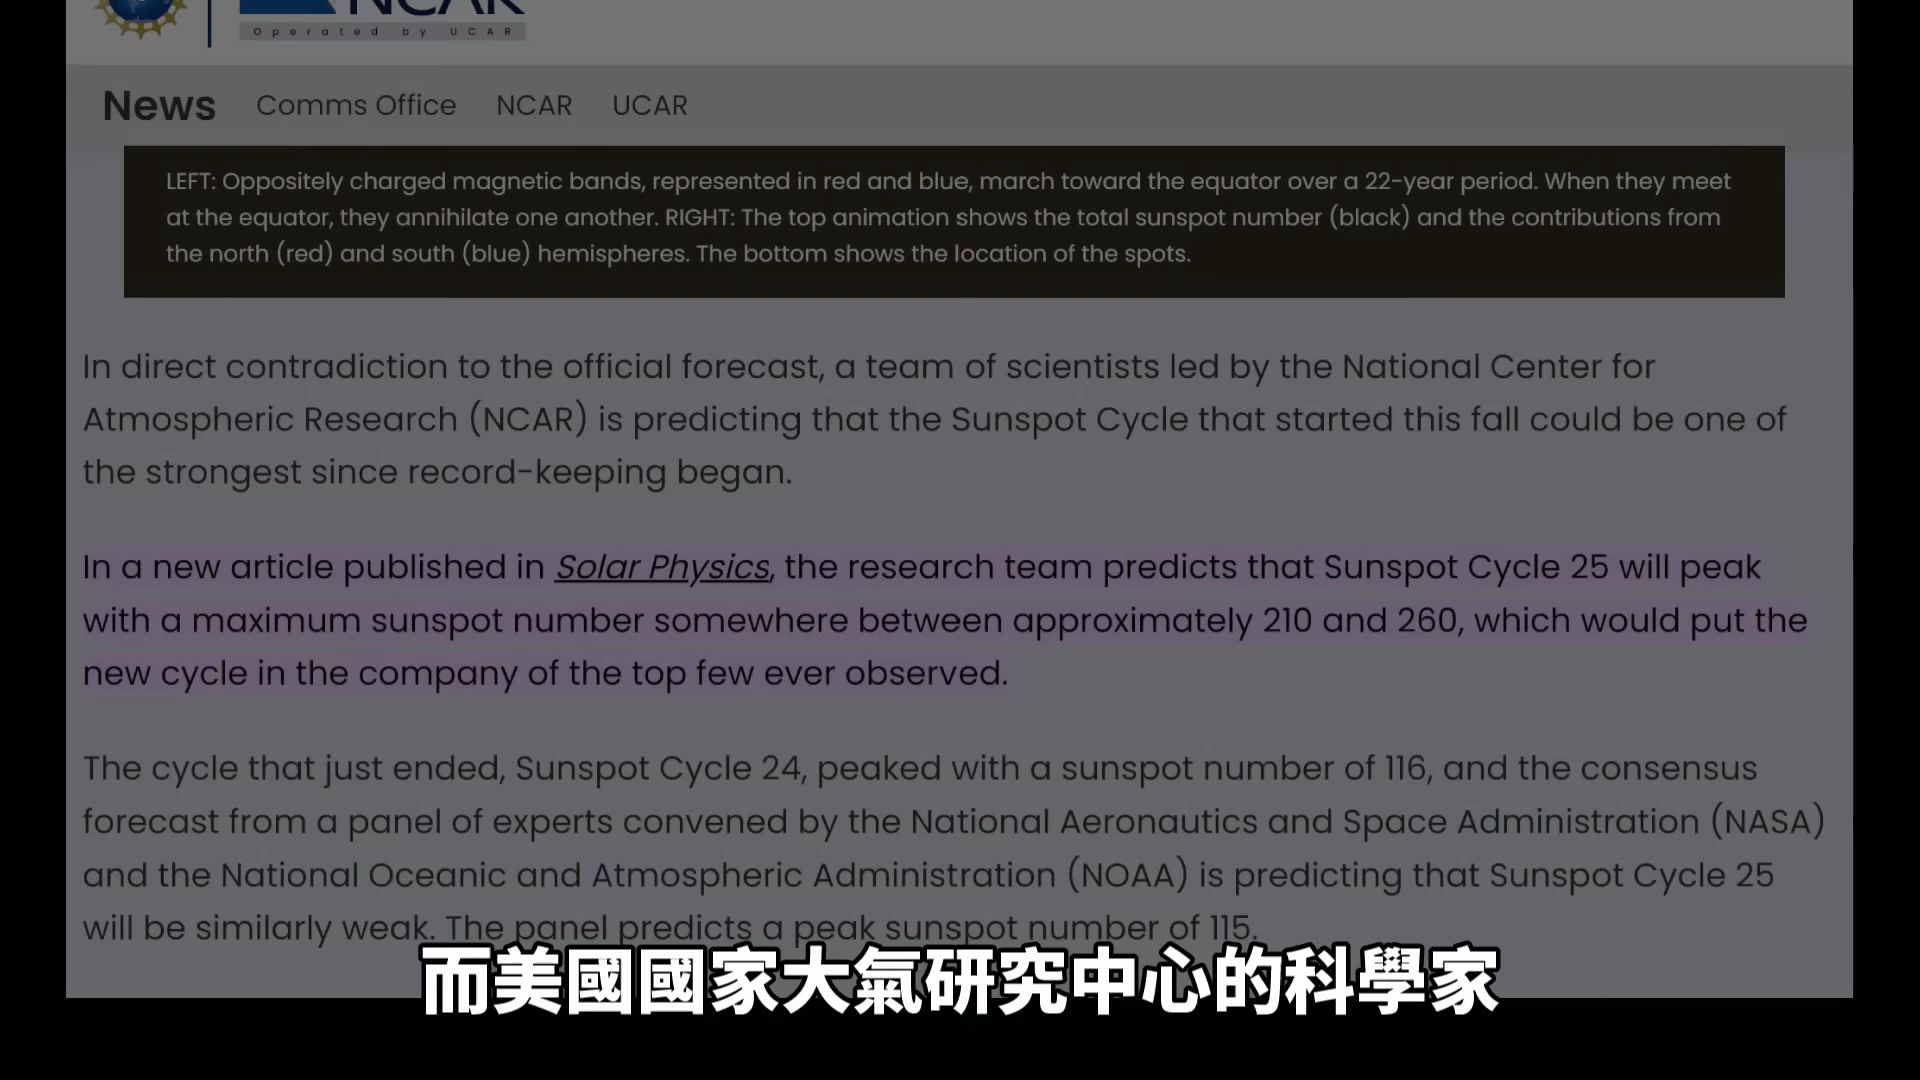 NCAR
Operated by UCAR
News Comms Office NCAR UCAR
LEFT: Oppositely charged magnetic bands, represented in red and blue, march toward the equator over a 22-year period. When they meet
at the equator, they annihilate one another. RIGHT: The top animation shows the total sunspot number (black) and the contributions from
the north (red) and south (blue) hemispheres. The bottom shows the location of the spots.
In direct contradiction to the official forecast, a team of scientists led by the National Center for
Atmospheric Research (NCAR) is predicting that the Sunspot Cycle that started this fall could be one of
the strongest since record-keeping began.
In a new article published in Solar Physics, the research team predicts that Sunspot Cycle 25 will peak
with a maximum sunspot number somewhere between approximately 210 and 260, which would put the
new cycle in the company of the top few ever observed.
The cycle that just ended, Sunspot Cycle 24, peaked with a sunspot number of 116, and the consensus
forecast from a panel of experts convened by the National Aeronautics and Space Administration (NASA)
and the National Oceanic and Atmospheric Administration (NOAA) is predicting that Sunspot Cycle 25
will be similarly weak. The panel predicts a peak sunspot number of 115.
而美國國家大氣研究中心的科學家